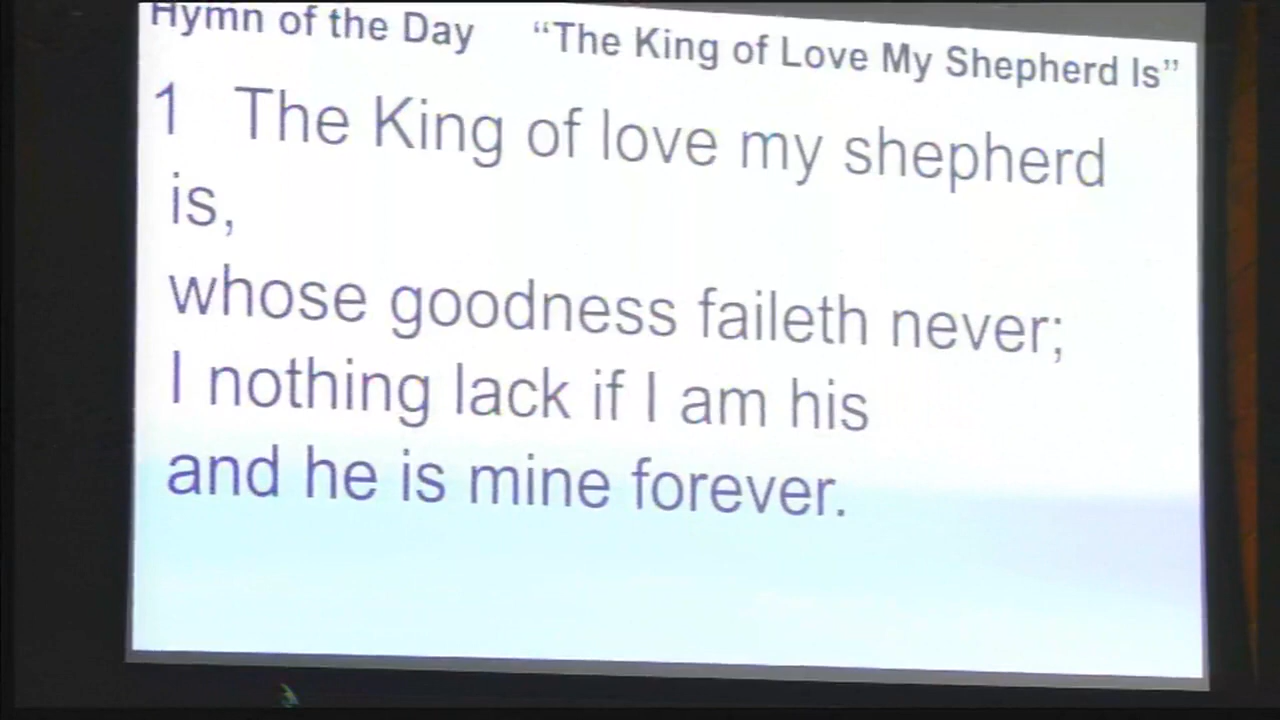 Hymn of the Day “The King of Love My Shepherd Is”
1 The King of love my shepherd
is,
whose goodness faileth never;
I nothing lack if I am his
and he is mine forever.